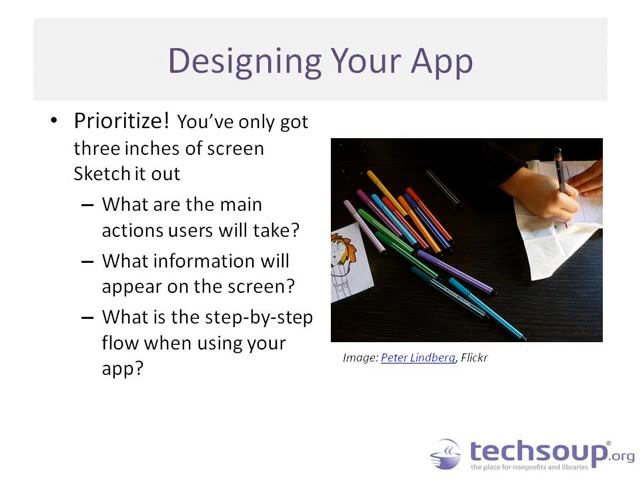 Designing Your App
• Prioritize! You've only got
three inches of screen
Sketch it out
– What are the main
actions users will take?
– What information will
appear on the screen?
– What is the step-by-step
flow when using your
app?
Image: Peter Lindberg, Flickr
techsoup.org
the place for nonprofits and libraries